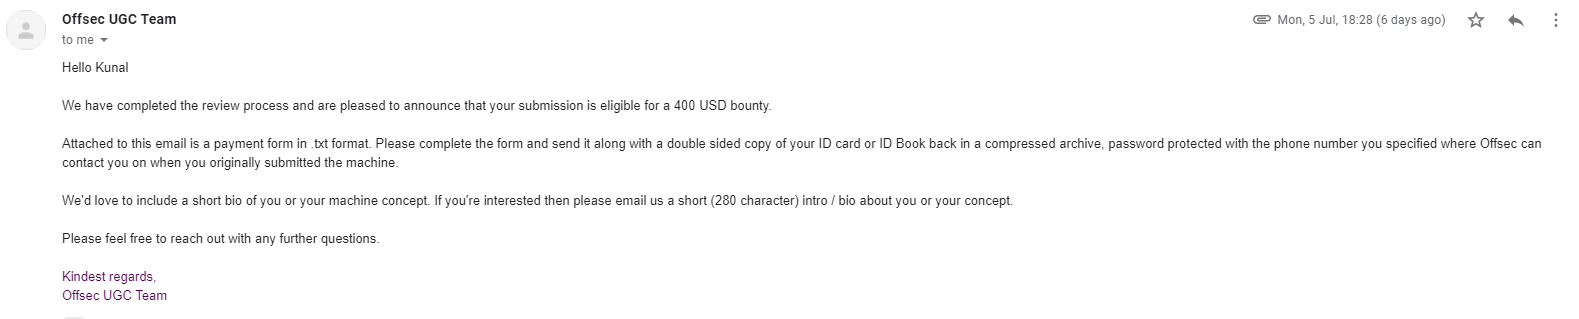 Offsec UGC Team
Mon, 5 Jul, 18:28 (6 days ago)
to me
Hello Kunal
We have completed the review process and are pleased to announce that your submission is eligible for a 400 USD bounty.
Attached to this email is a payment form in .txt format. Please complete the form and send it along with a double sided copy of your ID card or ID Book back in a compressed archive, password protected with the phone number you specified where Offsec can
contact you on when you originally submitted the machine.
We'd love to include a short bio of you or your machine concept. If you're interested then please email us a short (280 character) intro / bio about you or your concept.
Please feel free to reach out with any further questions.
Kindest regards,
Offsec UGC Team